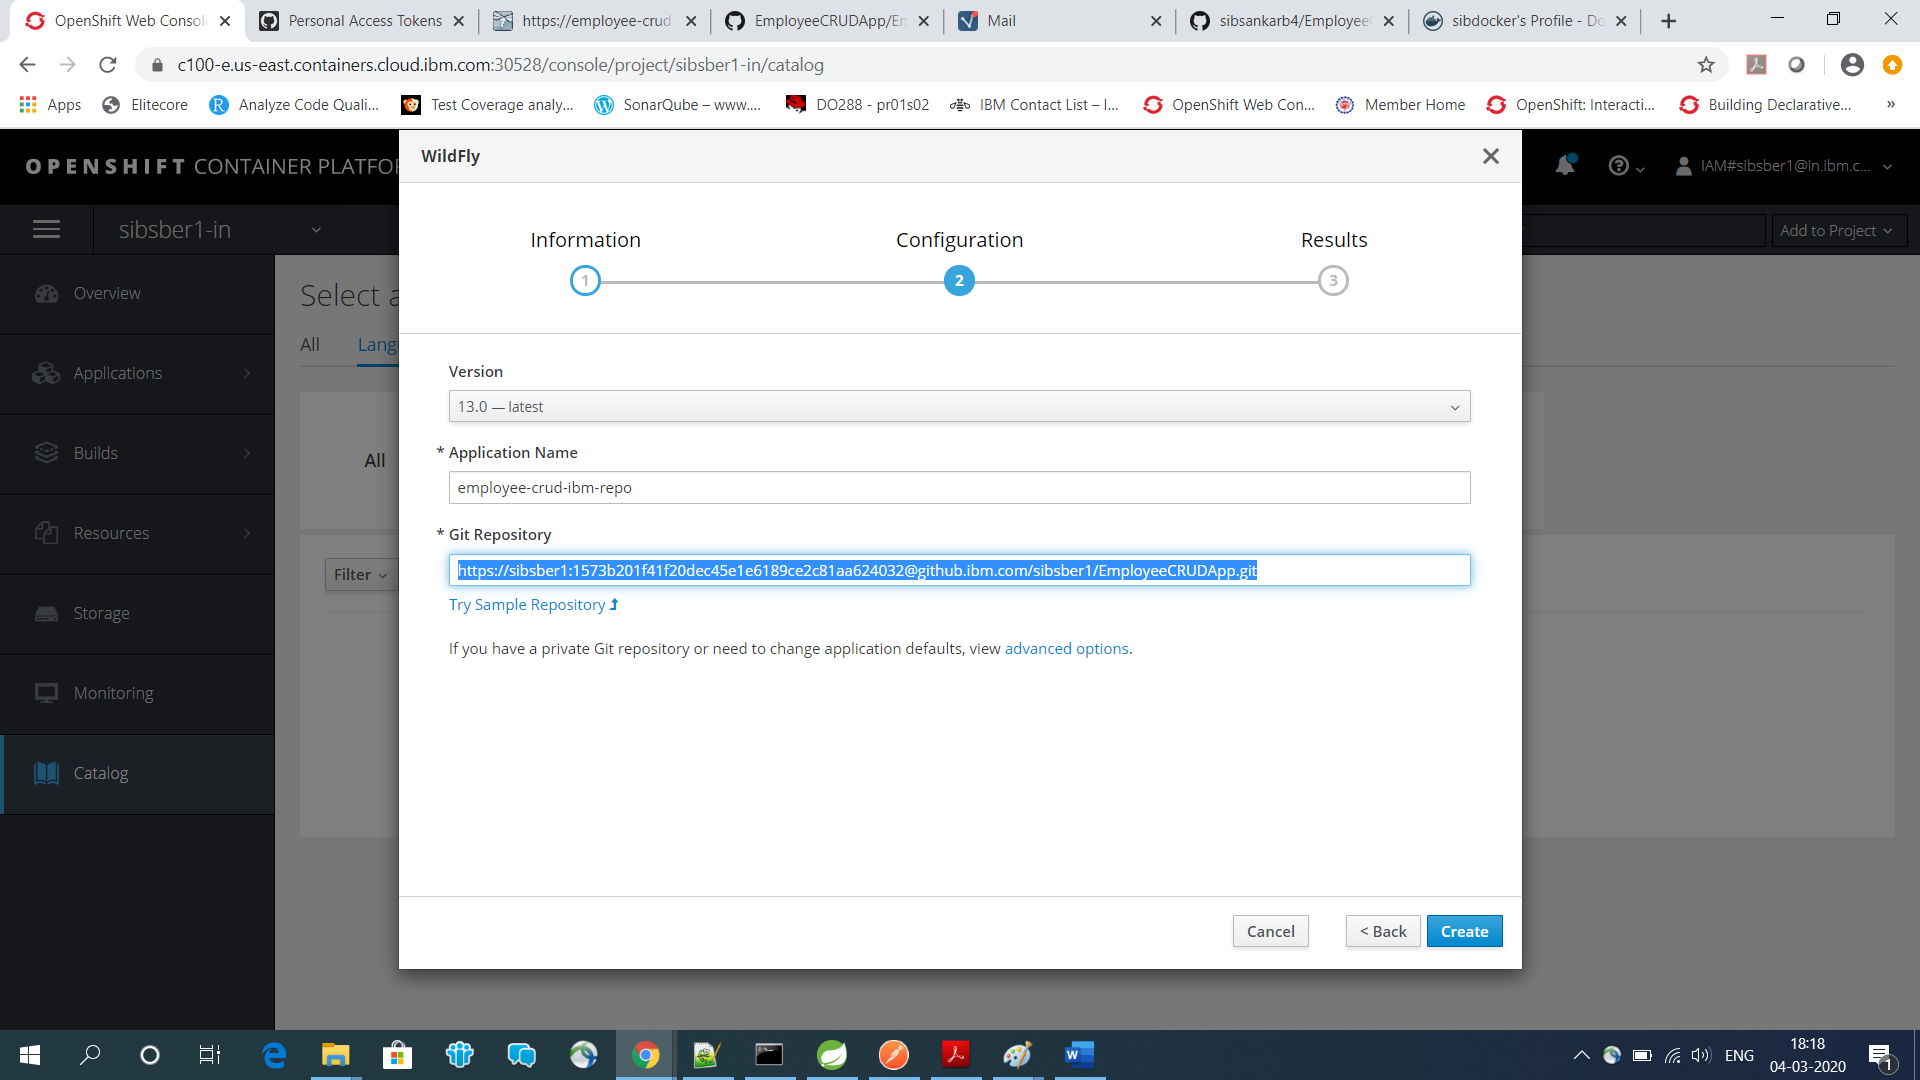 OpenShift Web Consol
Personal Access Tokens
https://employee-crud-
EmployeeCRUDApp/En
Mail
sibsankarb4/Employee
sibdocker's Profile - Do
c100-e.us-east.containers.cloud.ibm.com:30528/console/project/sibsber1-in/catalog
Apps
Elitecore
Analyze Code Quali...
Test Coverage analy...
SonarQube – www....
DO288 - pr01s02
IBM Contact List – I...
OpenShift Web Con...
Member Home
OpenShift: Interacti...
Building Declarative...
»
OPENSHIFT CONTAINER PLATFO
WildFly
IAM#sibsber1@in.ibm.c...
sibsber1-in
Add to Project
Information
Configuration
Results
1
2
3
Overview
Applications
Builds
Resources
Storage
Monitoring
Catalog
Select a
All
Lang
All
Filter
Version
13.0 — latest
* Application Name
employee-crud-ibm-repo
* Git Repository
https://sibsber1:1573b201f41f20dec45e1e6189ce2c81aa624032@github.ibm.com/sibsber1/EmployeeCRUDApp.git
Try Sample Repository
If you have a private Git repository or need to change application defaults, view advanced options.
Cancel
< Back
Create
ENG
18:18
04-03-2020
1